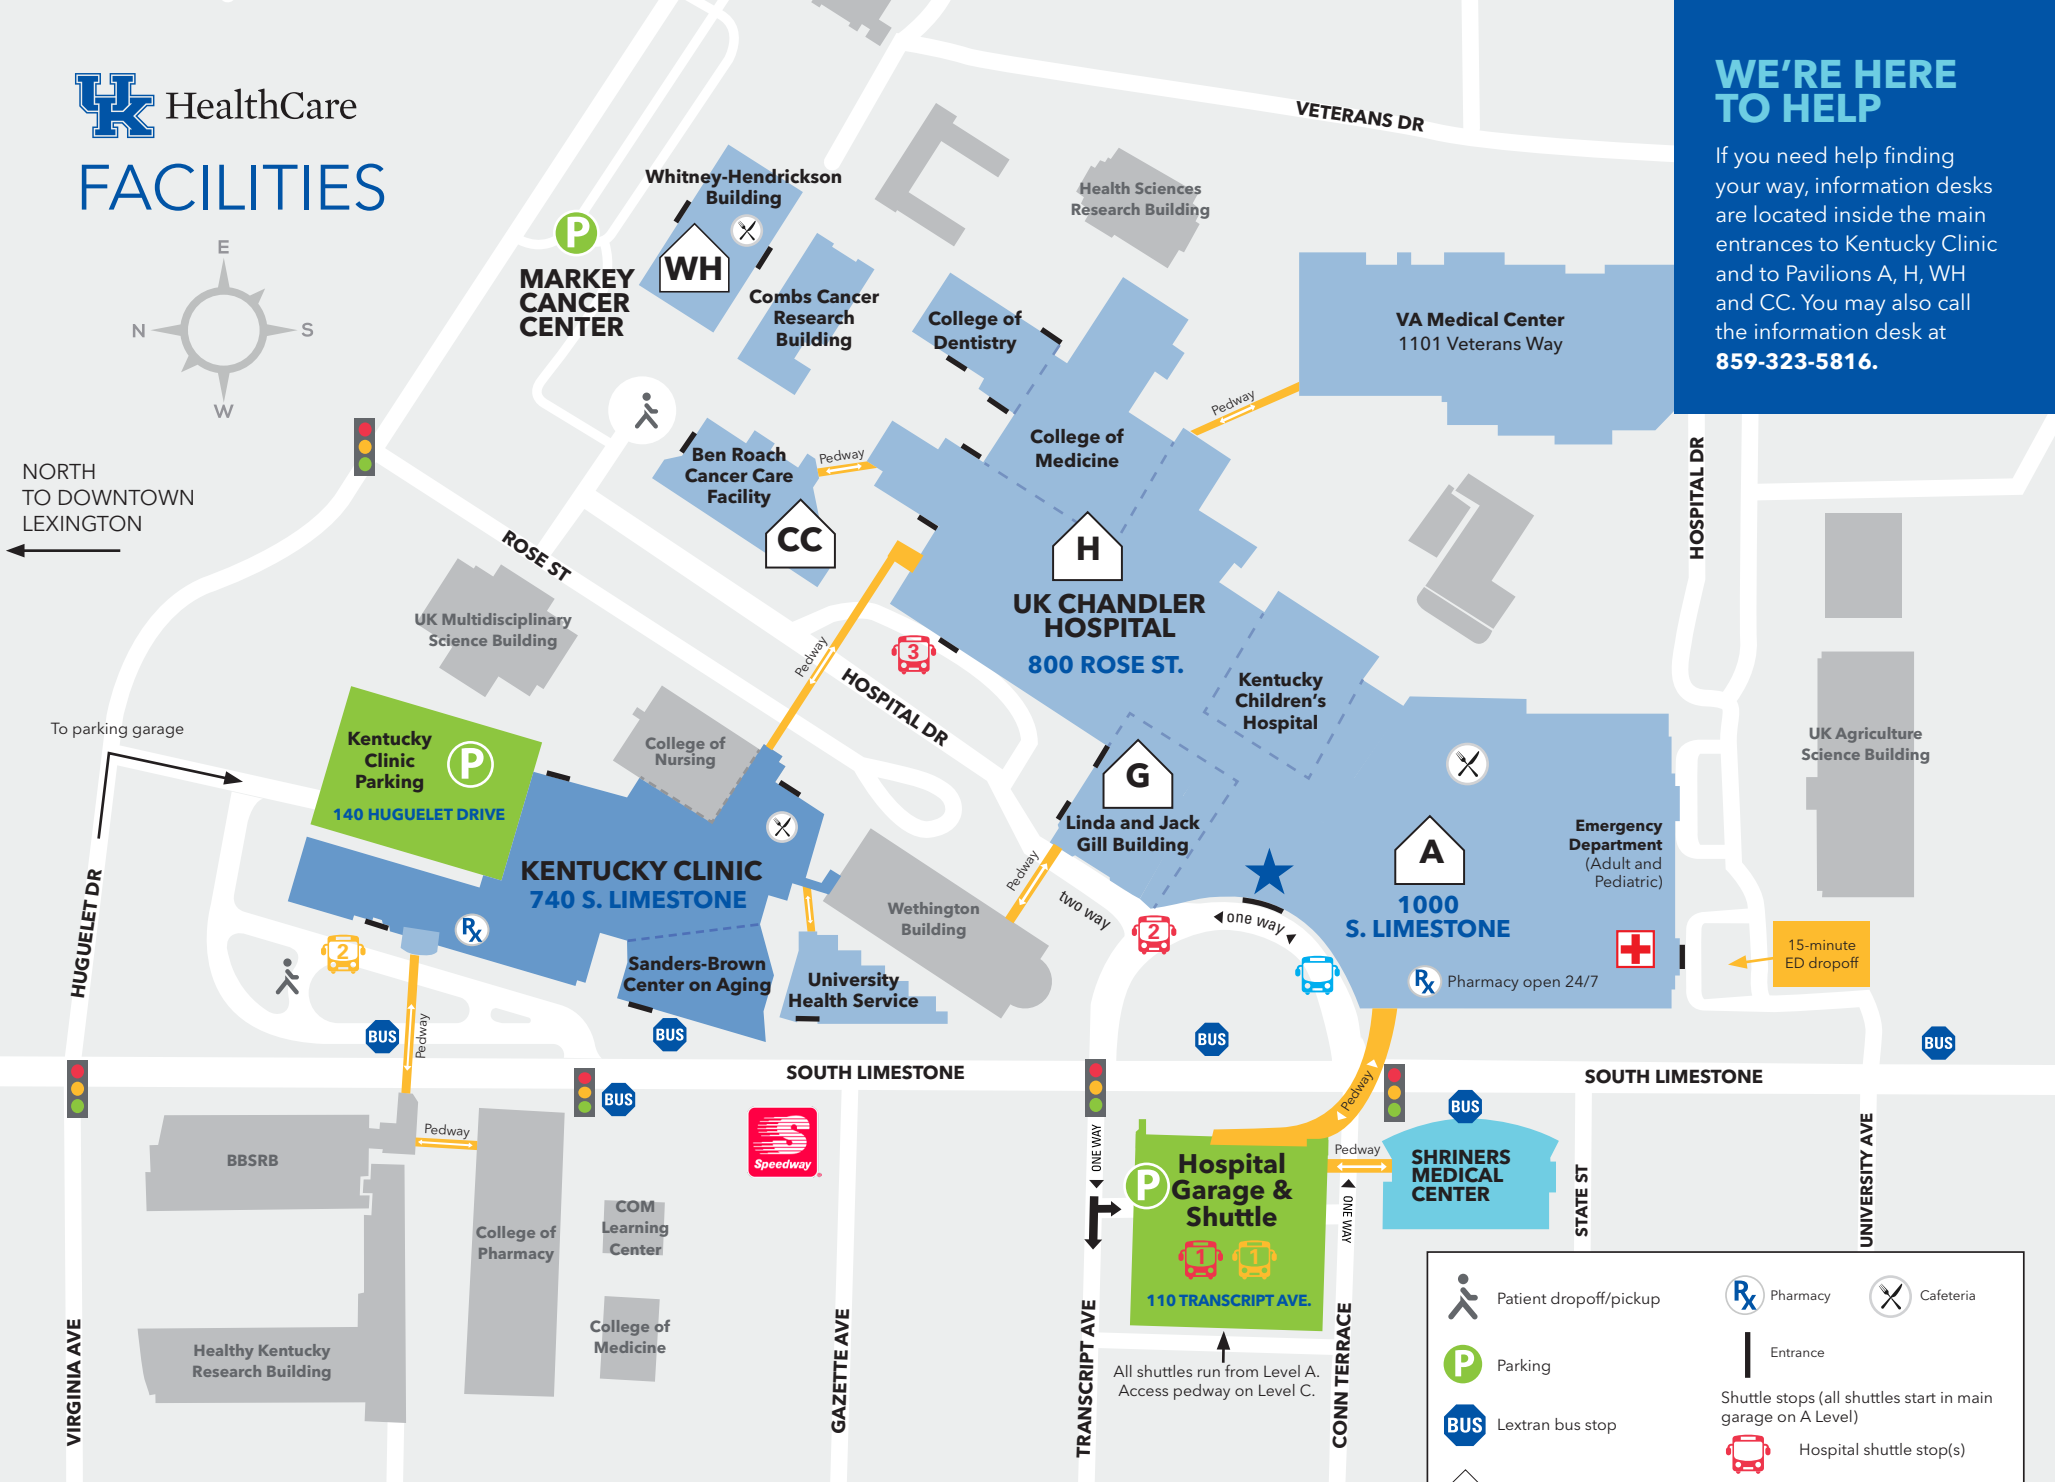 UK HealthCare
FACILITIES
E
N
S
W
NORTH
TO DOWNTOWN
LEXINGTON
WE’RE HERE
TO HELP
If you need help finding
your way, information desks
are located inside the main
entrances to Kentucky Clinic
and to Pavilions A, H, WH
and CC. You may also call
the information desk at
859-323-5816.
VETERANS DR
Whitney-Hendrickson
Building
WH
P
MARKEY
CANCER
CENTER
Combs Cancer
Research
Building
College of
Dentistry
Health Sciences
Research Building
VA Medical Center
1101 Veterans Way
Pedway
College of
Medicine
Ben Roach
Cancer Care
Facility
CC
Pedway
H
UK CHANDLER
HOSPITAL
800 ROSE ST.
HOSPITAL DR
ROSE ST
UK Multidisciplinary
Science Building
Pedway
3
HOSPITAL DR
Kentucky
Children’s
Hospital
UK Agriculture
Science Building
To parking garage
Kentucky
Clinic
Parking
P
140 HUGUELET DRIVE
College of
Nursing
G
Linda and Jack
Gill Building
A
1000
S. LIMESTONE
Emergency
Department
(Adult and
Pediatric)
KENTUCKY CLINIC
740 S. LIMESTONE
HUGUELET DR
Rx
2
Sanders-Brown
Center on Aging
University
Health Service
Wethington
Building
Pedway
two way
2
one way
Rx
Pharmacy open 24/7
15-minute
ED dropoff
BUS
Pedway
BUS
BUS
BUS
SOUTH LIMESTONE
SOUTH LIMESTONE
BUS
BUS
S
Speedway
BBSRB
Pedway
College of
Pharmacy
COM
Learning
Center
College of
Medicine
Healthy Kentucky
Research Building
VIRGINIA AVE
GAZETTE AVE
TRANSCRIPT AVE
ONE WAY
P
Hospital
Garage &
Shuttle
1
1
110 TRANSCRIPT AVE.
All shuttles run from Level A.
Access pedway on Level C.
Pedway
Pedway
ONE WAY
CONN TERRACE
SHRINERS
MEDICAL
CENTER
STATE ST
UNIVERSITY AVE
Patient dropoff/pickup
Rx
Pharmacy
Cafeteria
P
Parking
Entrance
BUS
Lextran bus stop
Shuttle stops (all shuttles start in main
garage on A Level)
Hospital shuttle stop(s)